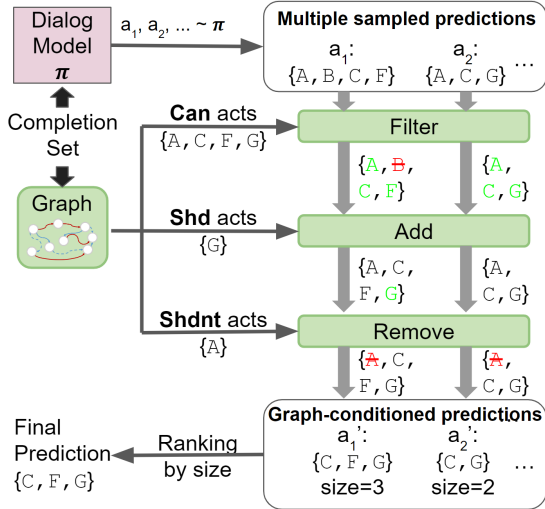 Dialog
Model
π
a1, a2, ... ~ π
Multiple sampled predictions
a1:
{A,B,C,F}
a2:
{A,C,G}
...
Completion
Set
Can acts
{A,C,F,G}
Filter
{A,B,
C,F}
{A,
C,G}
Graph
Shd acts
{G}
Add
{A,C,
F,G}
{A,
C,G}
Shdnt acts
{A}
Remove
{A,C,
F,G}
{A,
C,G}
Graph-conditioned predictions
a1':
{C,F,G}
size=3
a2':
{C,G}
size=2
...
Ranking
by size
Final
Prediction
{C,F,G}